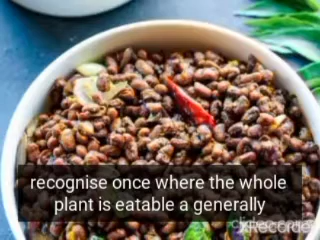 recognise once where the whole
plant is eatable a generally
XRecorder